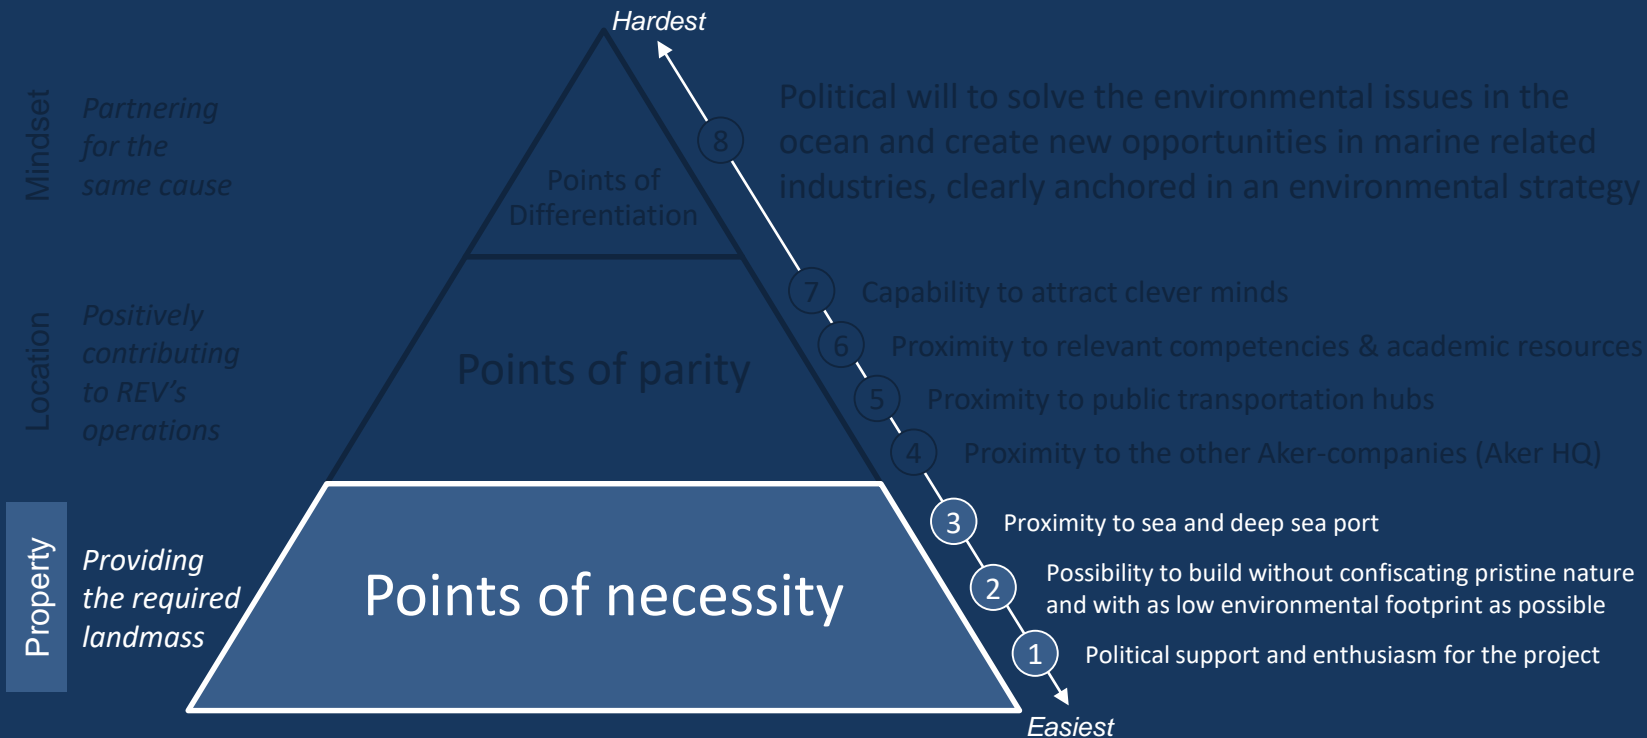 Hardest
Mindset
Partnering
for the
same cause
Points of
Differentiation
8
Political will to solve the environmental issues in the
ocean and create new opportunities in marine related
industries, clearly anchored in an environmental strategy
Location
Positively
contributing
to REV's
operations
Points of parity
7 Capability to attract clever minds
6 Proximity to relevant competencies & academic resources
5 Proximity to public transportation hubs
4 Proximity to the other Aker-companies (Aker HQ)
Property
Providing
the required
landmass
Points of necessity
3 Proximity to sea and deep sea port
2 Possibility to build without confiscating pristine nature
and with as low environmental footprint as possible
1 Political support and enthusiasm for the project
Easiest